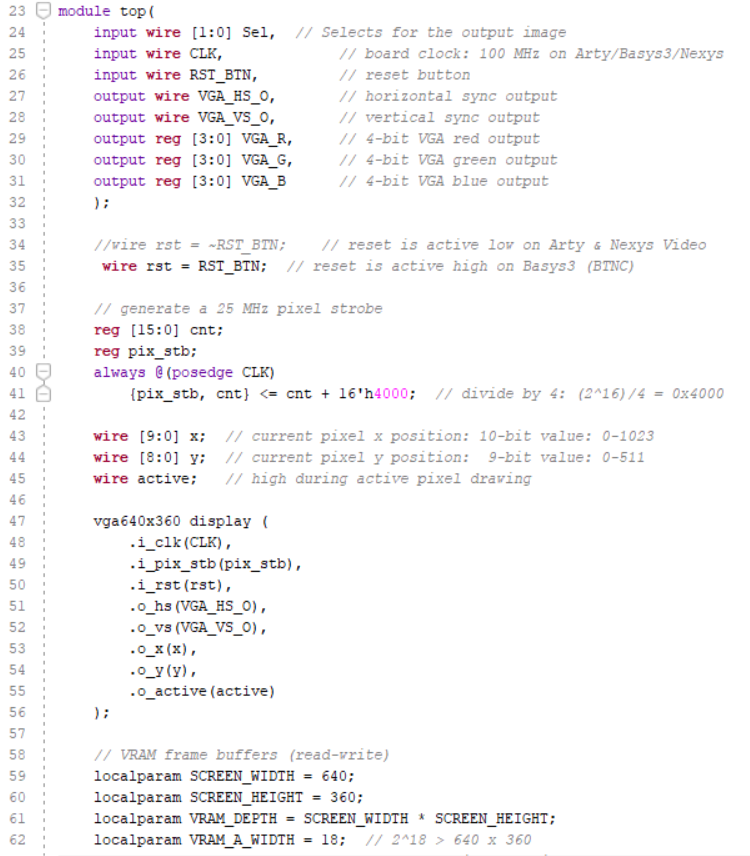 23 module top(
24 input wire [1:0] Sel, // Selects for the output image
25 input wire CLK, // board clock: 100 MHz on Arty/Basys3/Nexys
26 input wire RST_BTN, // reset button
27 output wire VGA_HS_O, // horizontal sync output
28 output wire VGA_VS_O, // vertical sync output
29 output reg [3:0] VGA_R, // 4-bit VGA red output
30 output reg [3:0] VGA_G, // 4-bit VGA green output
31 output reg [3:0] VGA_B // 4-bit VGA blue output
32 );
33
34 //wire rst = ~RST_BTN; // reset is active low on Arty & Nexys Video
35 wire rst = RST_BTN; // reset is active high on Basys3 (BTNC)
36
37 // generate a 25 MHz pixel strobe
38 reg [15:0] cnt;
39 reg pix_stb;
40 always @(posedge CLK)
41 {pix_stb, cnt} <= cnt + 16'h4000; // divide by 4: (2^16)/4 = 0x4000
42
43 wire [9:0] x; // current pixel x position: 10-bit value: 0-1023
44 wire [8:0] y; // current pixel y position: 9-bit value: 0-511
45 wire active; // high during active pixel drawing
46
47 vga640x360 display (
48 .i_clk(CLK),
49 .i_pix_stb(pix_stb),
50 .i_rst(rst),
51 .o_hs(VGA_HS_O),
52 .o_vs(VGA_VS_O),
53 .o_x(x),
54 .o_y(y),
55 .o_active(active)
56 );
57
58 // VRAM frame buffers (read-write)
59 localparam SCREEN_WIDTH = 640;
60 localparam SCREEN_HEIGHT = 360;
61 localparam VRAM_DEPTH = SCREEN_WIDTH * SCREEN_HEIGHT;
62 localparam VRAM_A_WIDTH = 18; // 2^18 > 640 x 360